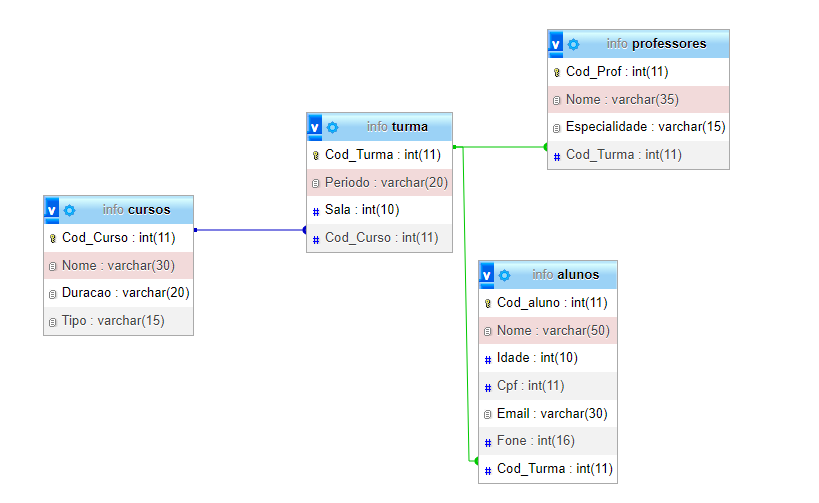 v info cursos
Cod_Curso : int(11)
Nome : varchar(30)
Duracao : varchar(20)
Tipo : varchar(15)
v info turma
Cod_Turma : int(11)
Periodo : varchar(20)
Sala : int(10)
Cod_Curso : int(11)
v info professores
Cod_Prof : int(11)
Nome : varchar(35)
Especialidade : varchar(15)
Cod_Turma : int(11)
v info alunos
Cod_aluno : int(11)
Nome : varchar(50)
Idade : int(10)
Cpf : int(11)
Email : varchar(30)
Fone : int(16)
Cod_Turma : int(11)